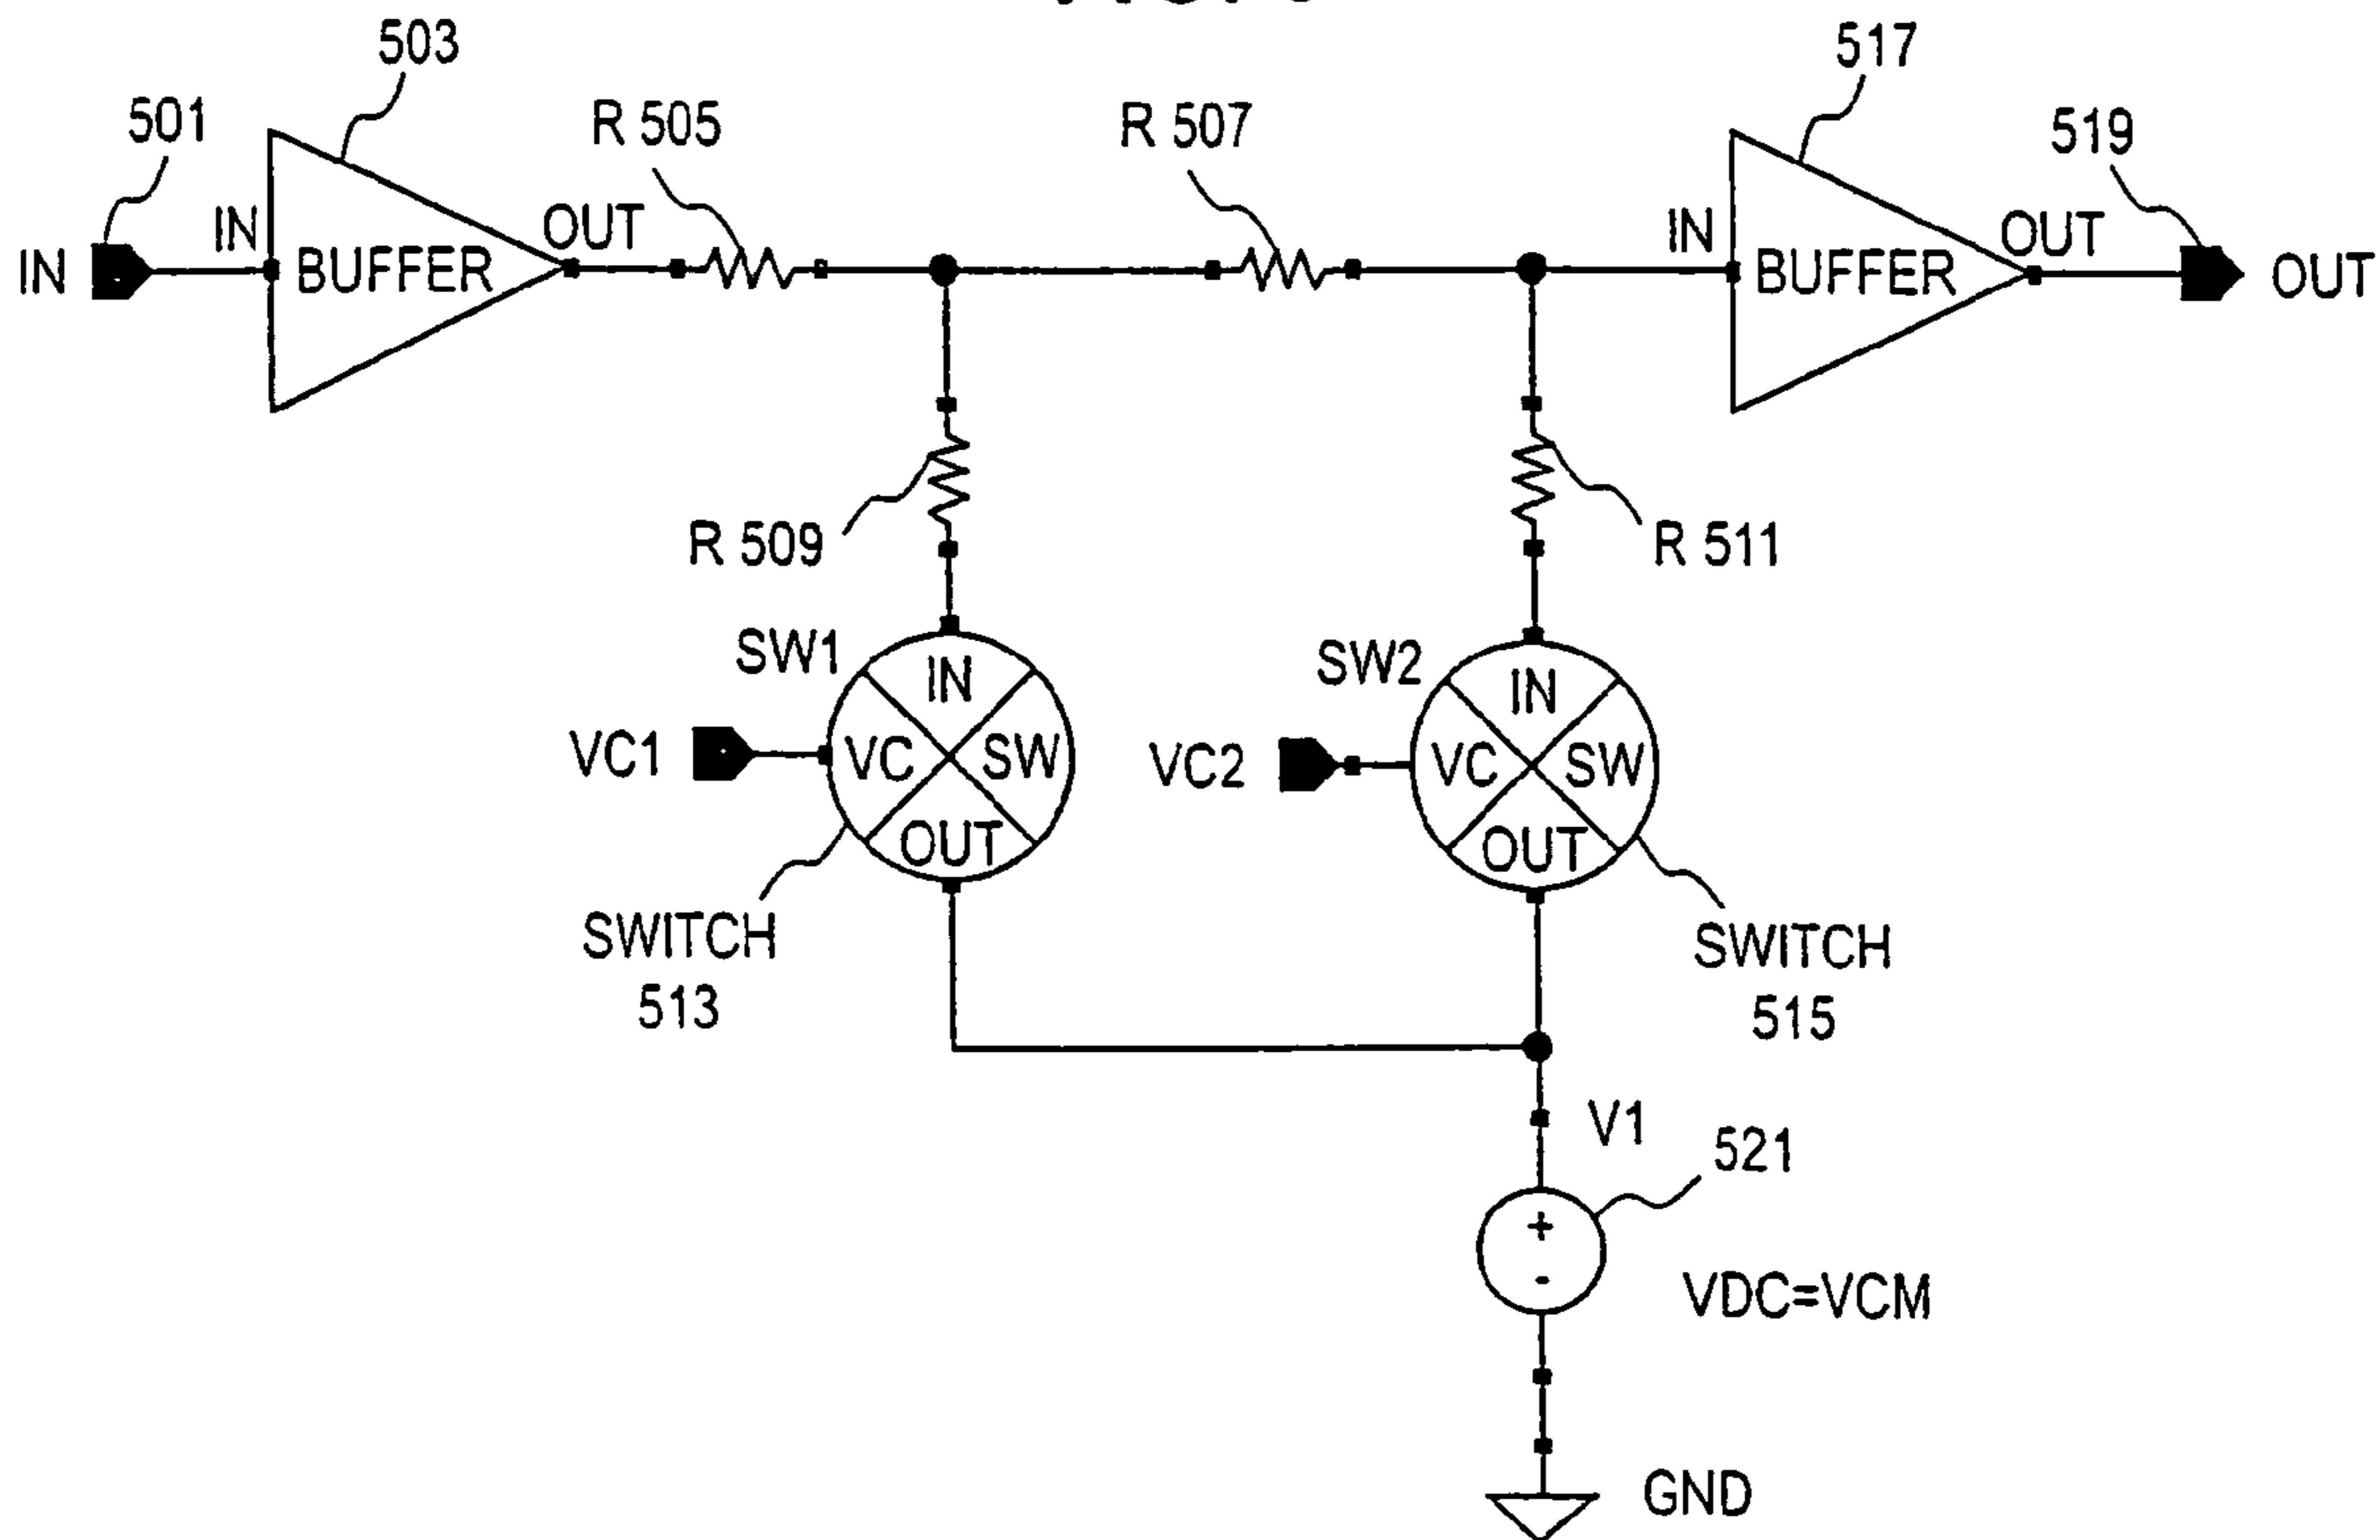 503
517
501
R 505
R 507
519
IN
IN
BUFFER
OUT
IN
BUFFER
OUT
OUT
R 509
R 511
SW1
IN
VC
SW
OUT
VC1
SW2
IN
VC
SW
OUT
VC2
SWITCH
513
SWITCH
515
V1
521
+
-
VDC=VCM
GND